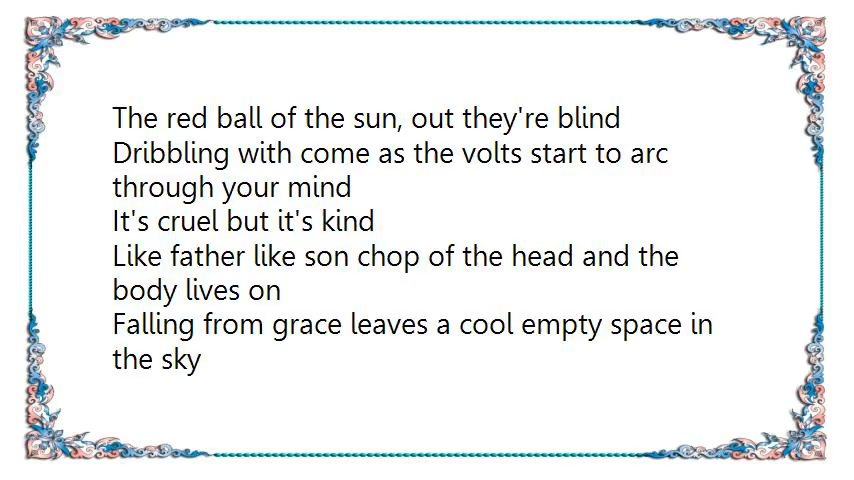 The red ball of the sun, out they're blind
Dribbling with come as the volts start to arc
through your mind
It's cruel but it's kind
Like father like son chop of the head and the
body lives on
Falling from grace leaves a cool empty space in
the sky